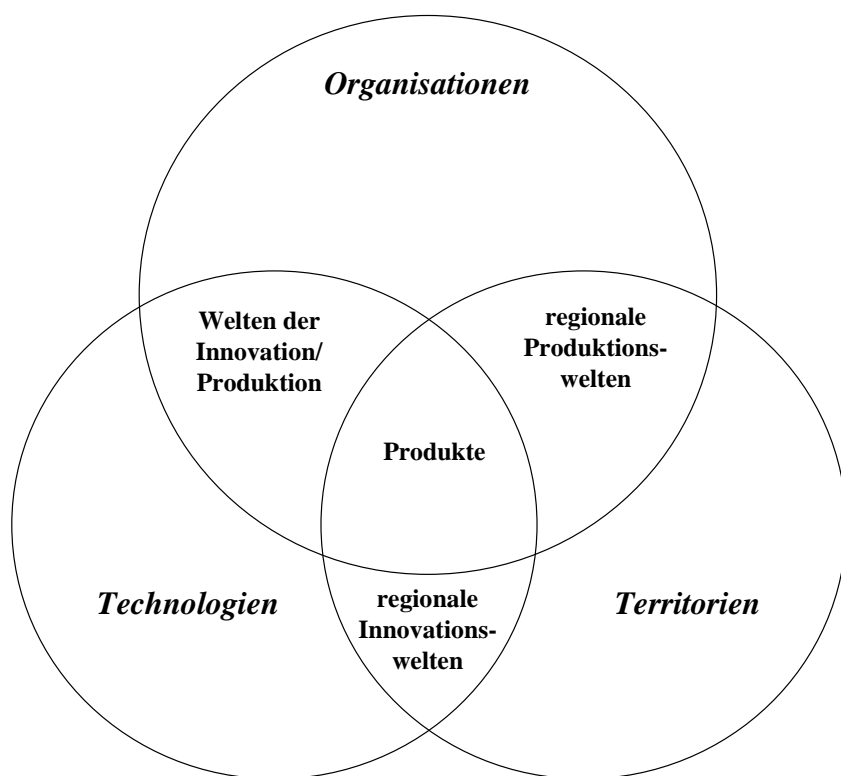 Organisationen
Welten der
Innovation/
Produktion
regionale
Produktions-
welten
Produkte
Technologien
regionale
Innovations-
welten
Territorien